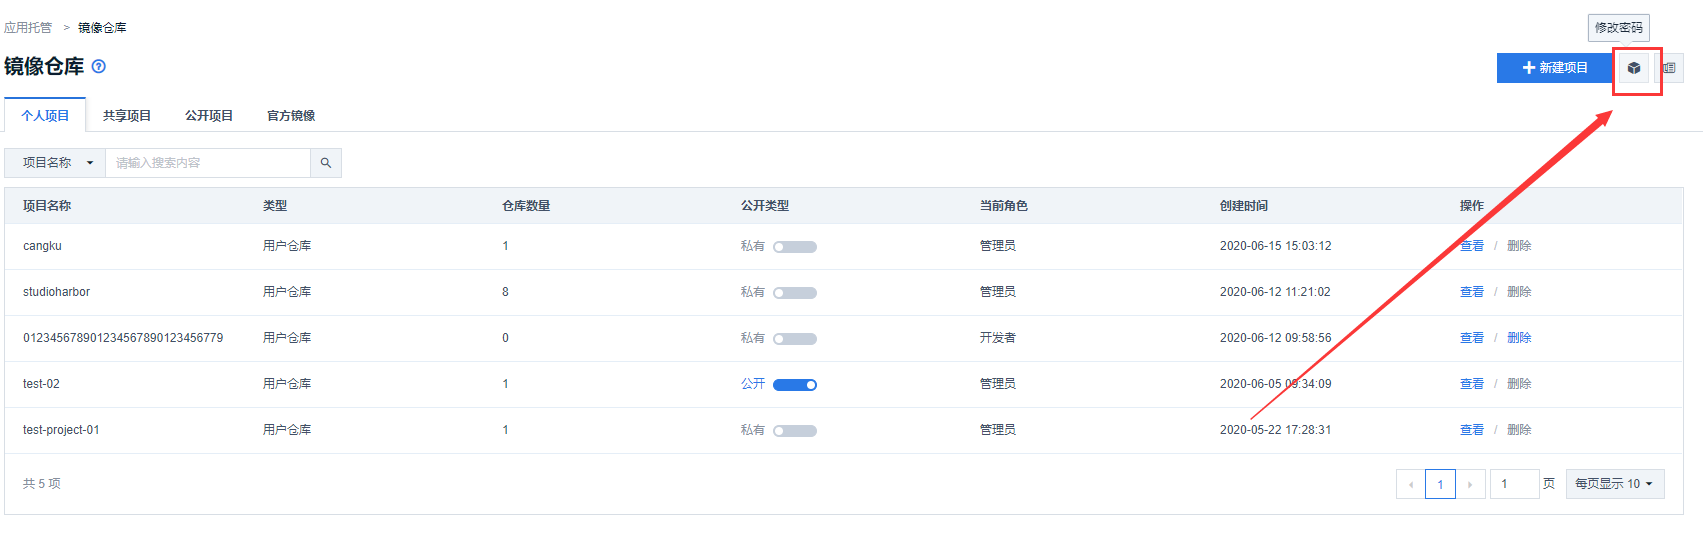 应用托管 > 镜像仓库
修改密码
镜像仓库
新建项目
个人项目 共享项目 公开项目 官方镜像
项目名称 请输入搜索内容
项目名称 类型 仓库数量 公开类型 当前角色 创建时间 操作
cangku 用户仓库 1 私有 管理员 2020-06-15 15:03:12 查看 / 删除
studioharbor 用户仓库 8 私有 管理员 2020-06-12 11:21:02 查看 / 删除
012345678901234567890123456779 用户仓库 0 私有 开发者 2020-06-12 09:58:56 查看 / 删除
test-02 用户仓库 1 公开 管理员 2020-06-05 09:34:09 查看 / 删除
test-project-01 用户仓库 1 私有 管理员 2020-05-22 17:28:31 查看 / 删除
共 5 项 1 1 页 每页显示 10